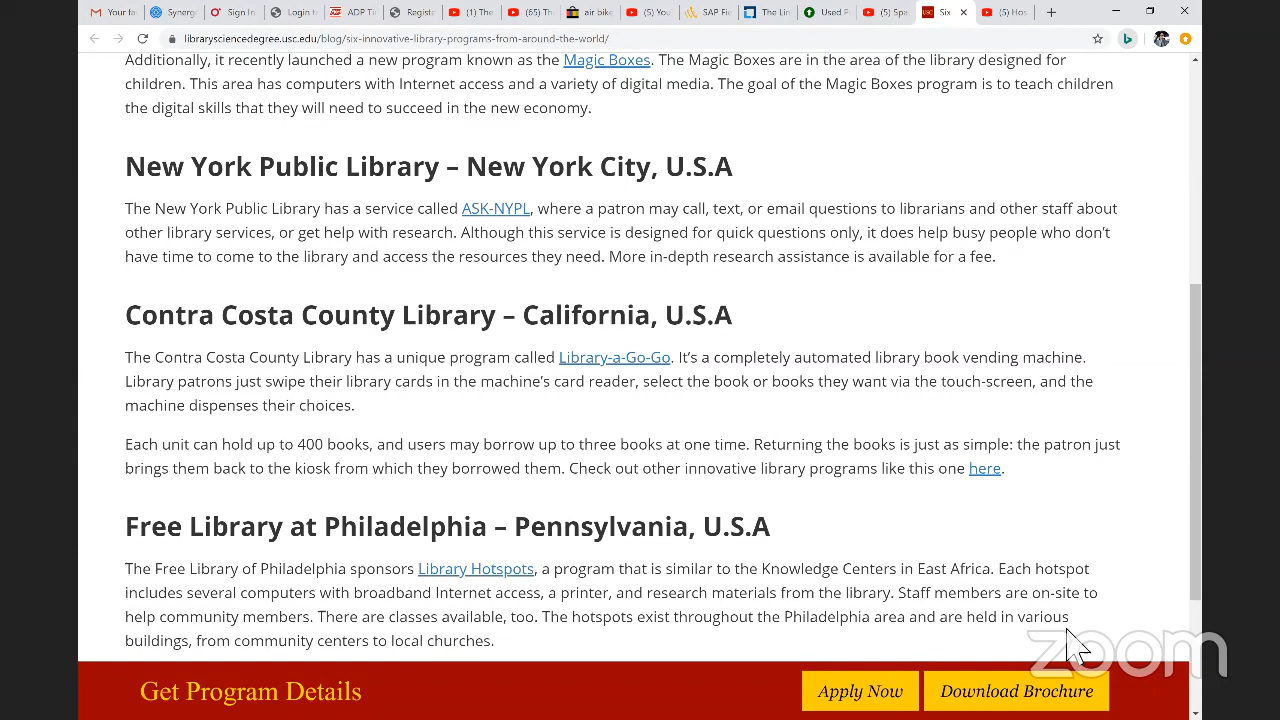 Your fa
Synerg
Sign In
Login t
ADP Ti
Registe
(1) The
(65) Th
air bike
(5) You
SAP Fie
The Lin
Used F
(5) Spa
Six
(5) Hos
librarysciencedegree.usc.edu/blog/six-innovative-library-programs-from-around-the-world/
Additionally, it recently launched a new program known as the Magic Boxes. The Magic Boxes are in the area of the library designed for
children. This area has computers with Internet access and a variety of digital media. The goal of the Magic Boxes program is to teach children
the digital skills that they will need to succeed in the new economy.
New York Public Library – New York City, U.S.A
The New York Public Library has a service called ASK-NYPL, where a patron may call, text, or email questions to librarians and other staff about
other library services, or get help with research. Although this service is designed for quick questions only, it does help busy people who don’t
have time to come to the library and access the resources they need. More in-depth research assistance is available for a fee.
Contra Costa County Library – California, U.S.A
The Contra Costa County Library has a unique program called Library-a-Go-Go. It’s a completely automated library book vending machine.
Library patrons just swipe their library cards in the machine’s card reader, select the book or books they want via the touch-screen, and the
machine dispenses their choices.
Each unit can hold up to 400 books, and users may borrow up to three books at one time. Returning the books is just as simple: the patron just
brings them back to the kiosk from which they borrowed them. Check out other innovative library programs like this one here.
Free Library at Philadelphia – Pennsylvania, U.S.A
The Free Library of Philadelphia sponsors Library Hotspots, a program that is similar to the Knowledge Centers in East Africa. Each hotspot
includes several computers with broadband Internet access, a printer, and research materials from the library. Staff members are on-site to
help community members. There are classes available, too. The hotspots exist throughout the Philadelphia area and are held in various
buildings, from community centers to local churches.
zoom
Get Program Details
Apply Now
Download Brochure